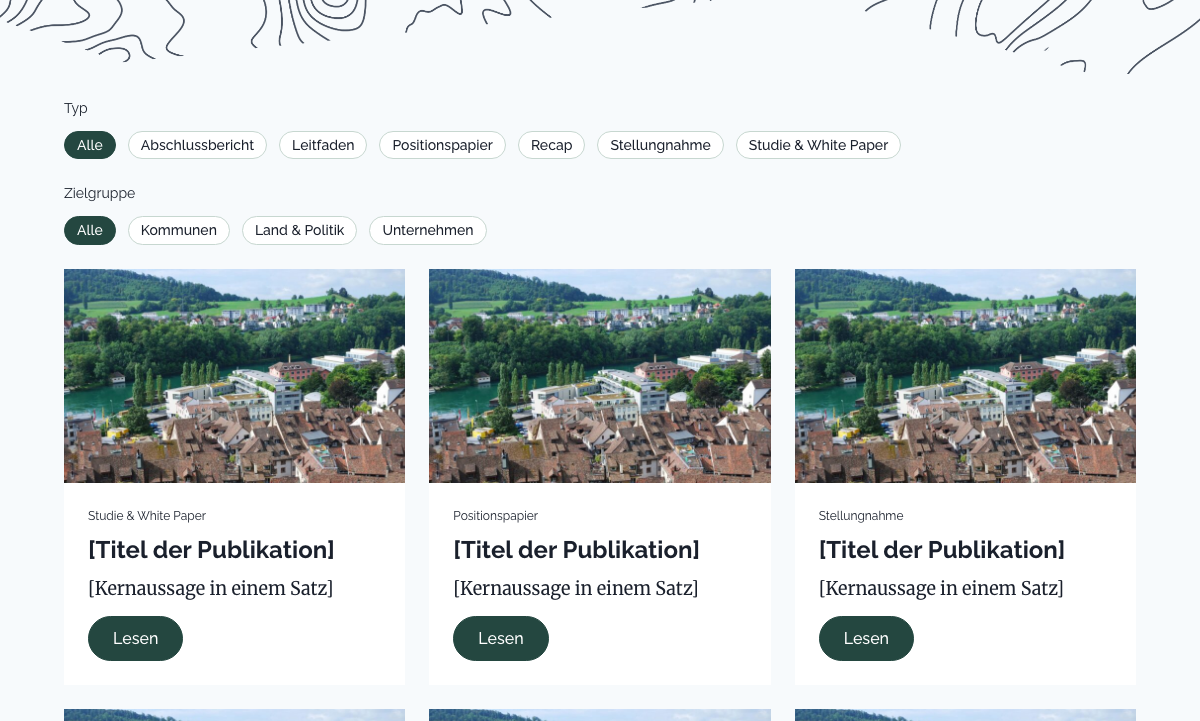 Typ
Alle Abschlussbericht Leitfaden Positionspapier Recap Stellungnahme Studie & White Paper
Zielgruppe
Alle Kommunen Land & Politik Unternehmen
Studie & White Paper
[Titel der Publikation]
[Kernaussage in einem Satz]
Lesen
Positionspapier
[Titel der Publikation]
[Kernaussage in einem Satz]
Lesen
Stellungnahme
[Titel der Publikation]
[Kernaussage in einem Satz]
Lesen